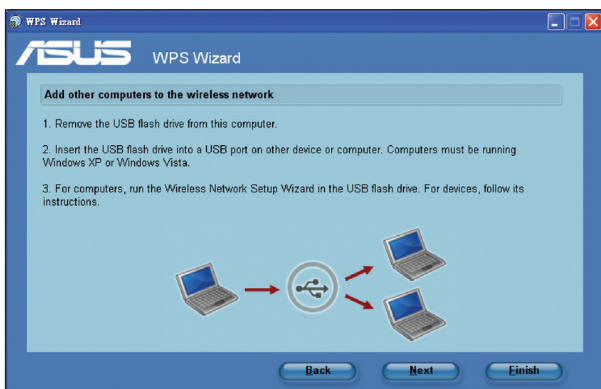 WPS Wizard
ASUS WPS Wizard
Add other computers to the wireless network
1. Remove the USB flash drive from this computer.
2. Insert the USB flash drive into a USB port on other device or computer. Computers must be running
Windows XP or Windows Vista.
3. For computers, run the Wireless Network Setup Wizard in the USB flash drive. For devices, follow its
instructions.
Back Next Finish